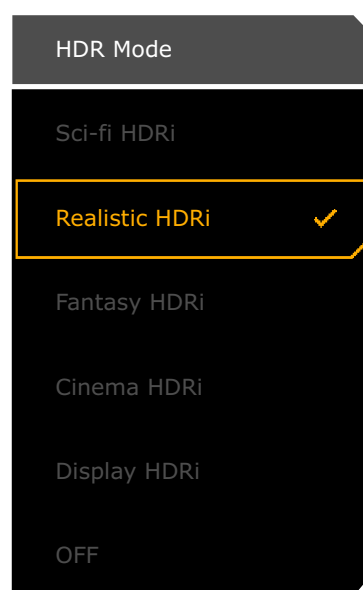 HDR Mode
Sci-fi HDRi
Realistic HDRi
Fantasy HDRi
Cinema HDRi
Display HDRi
OFF